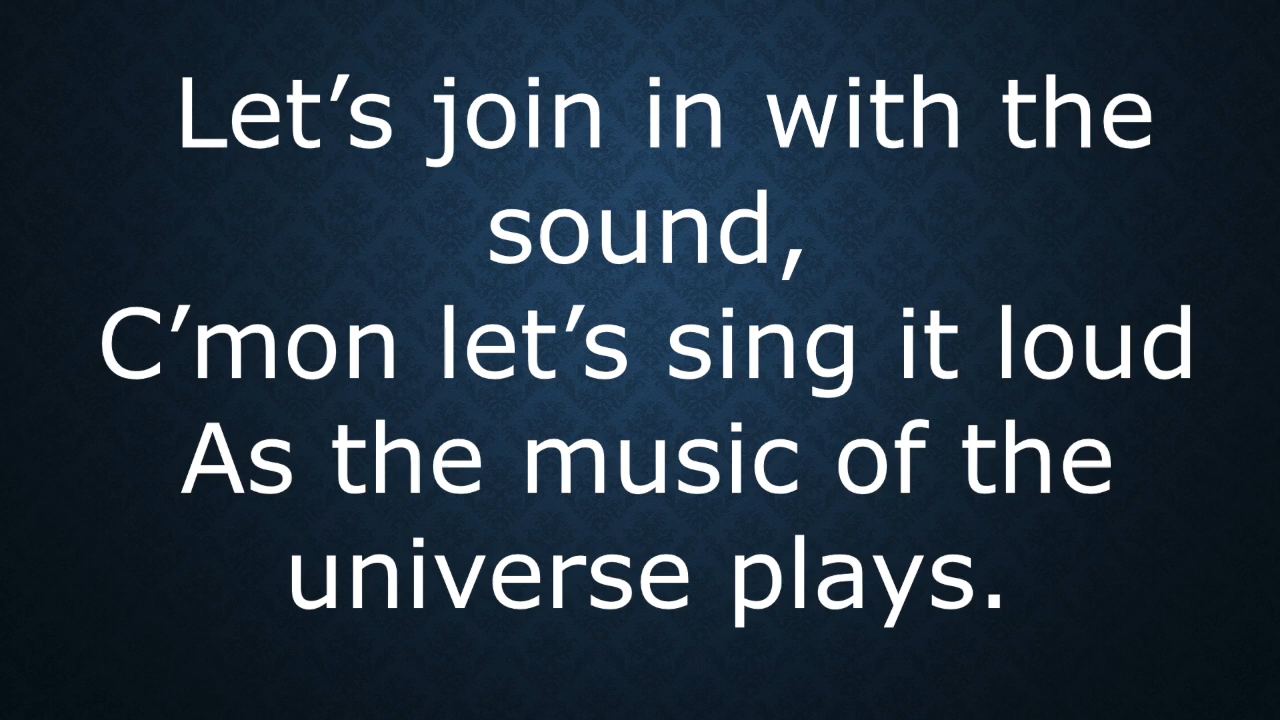 Let’s join in with the
sound,
C’mon let’s sing it loud
As the music of the
universe plays.